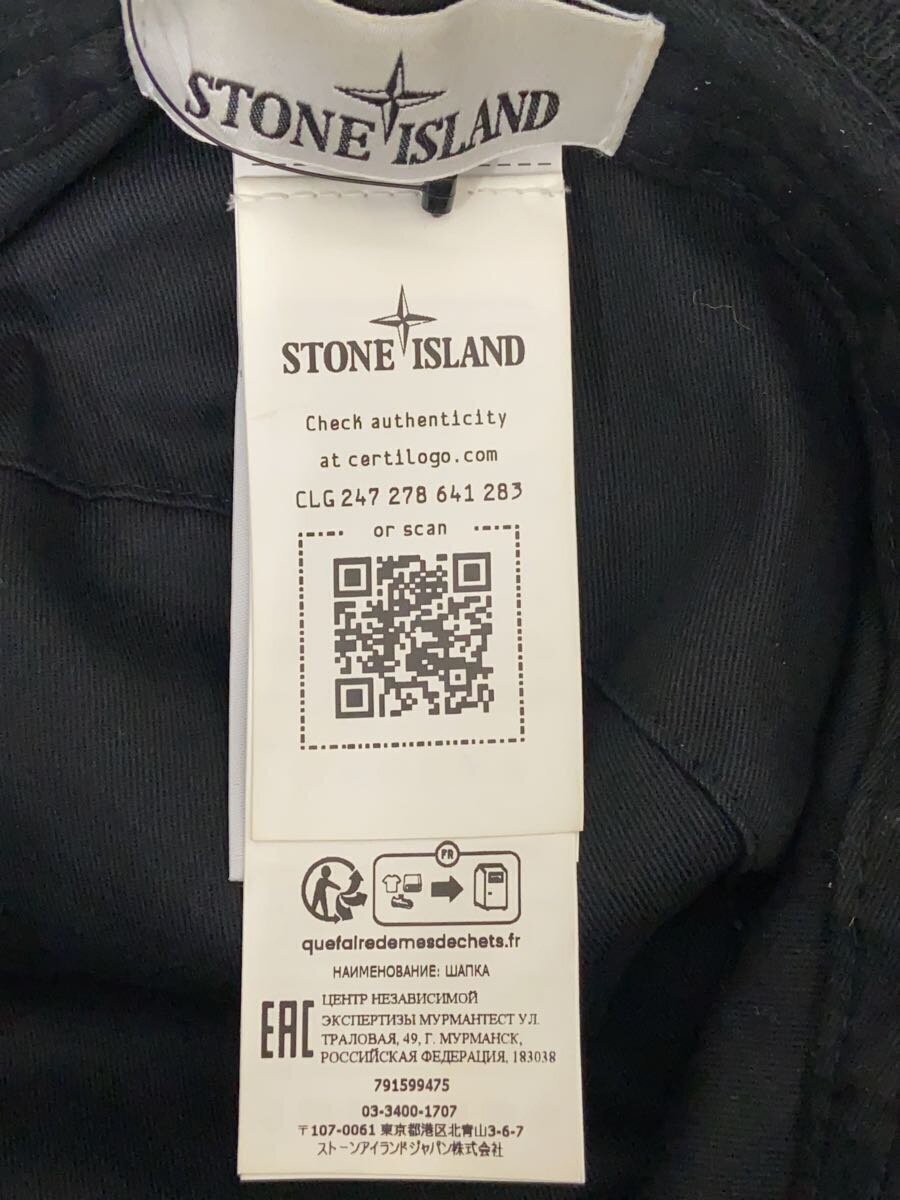 STONE ISLAND
STONE ISLAND
Check authenticity
at certilogo.com
CLG 247 278 641 283
or scan
FR
quefairedemesdechets.fr
НАИМЕНОВАНИЕ: ШАПКА
EAC
ЦЕНТР НЕЗАВИСИМОЙ
ЭКСПЕРТИЗЫ МУРМАНТЕСТ УЛ.
ТРАЛОВАЯ, 49, Г. МУРМАНСК,
РОССИЙСКАЯ ФЕДЕРАЦИЯ, 183038
791599475
03-3400-1707
〒107-0061 東京都港区北青山3-6-7
ストーンアイランドジャパン株式会社